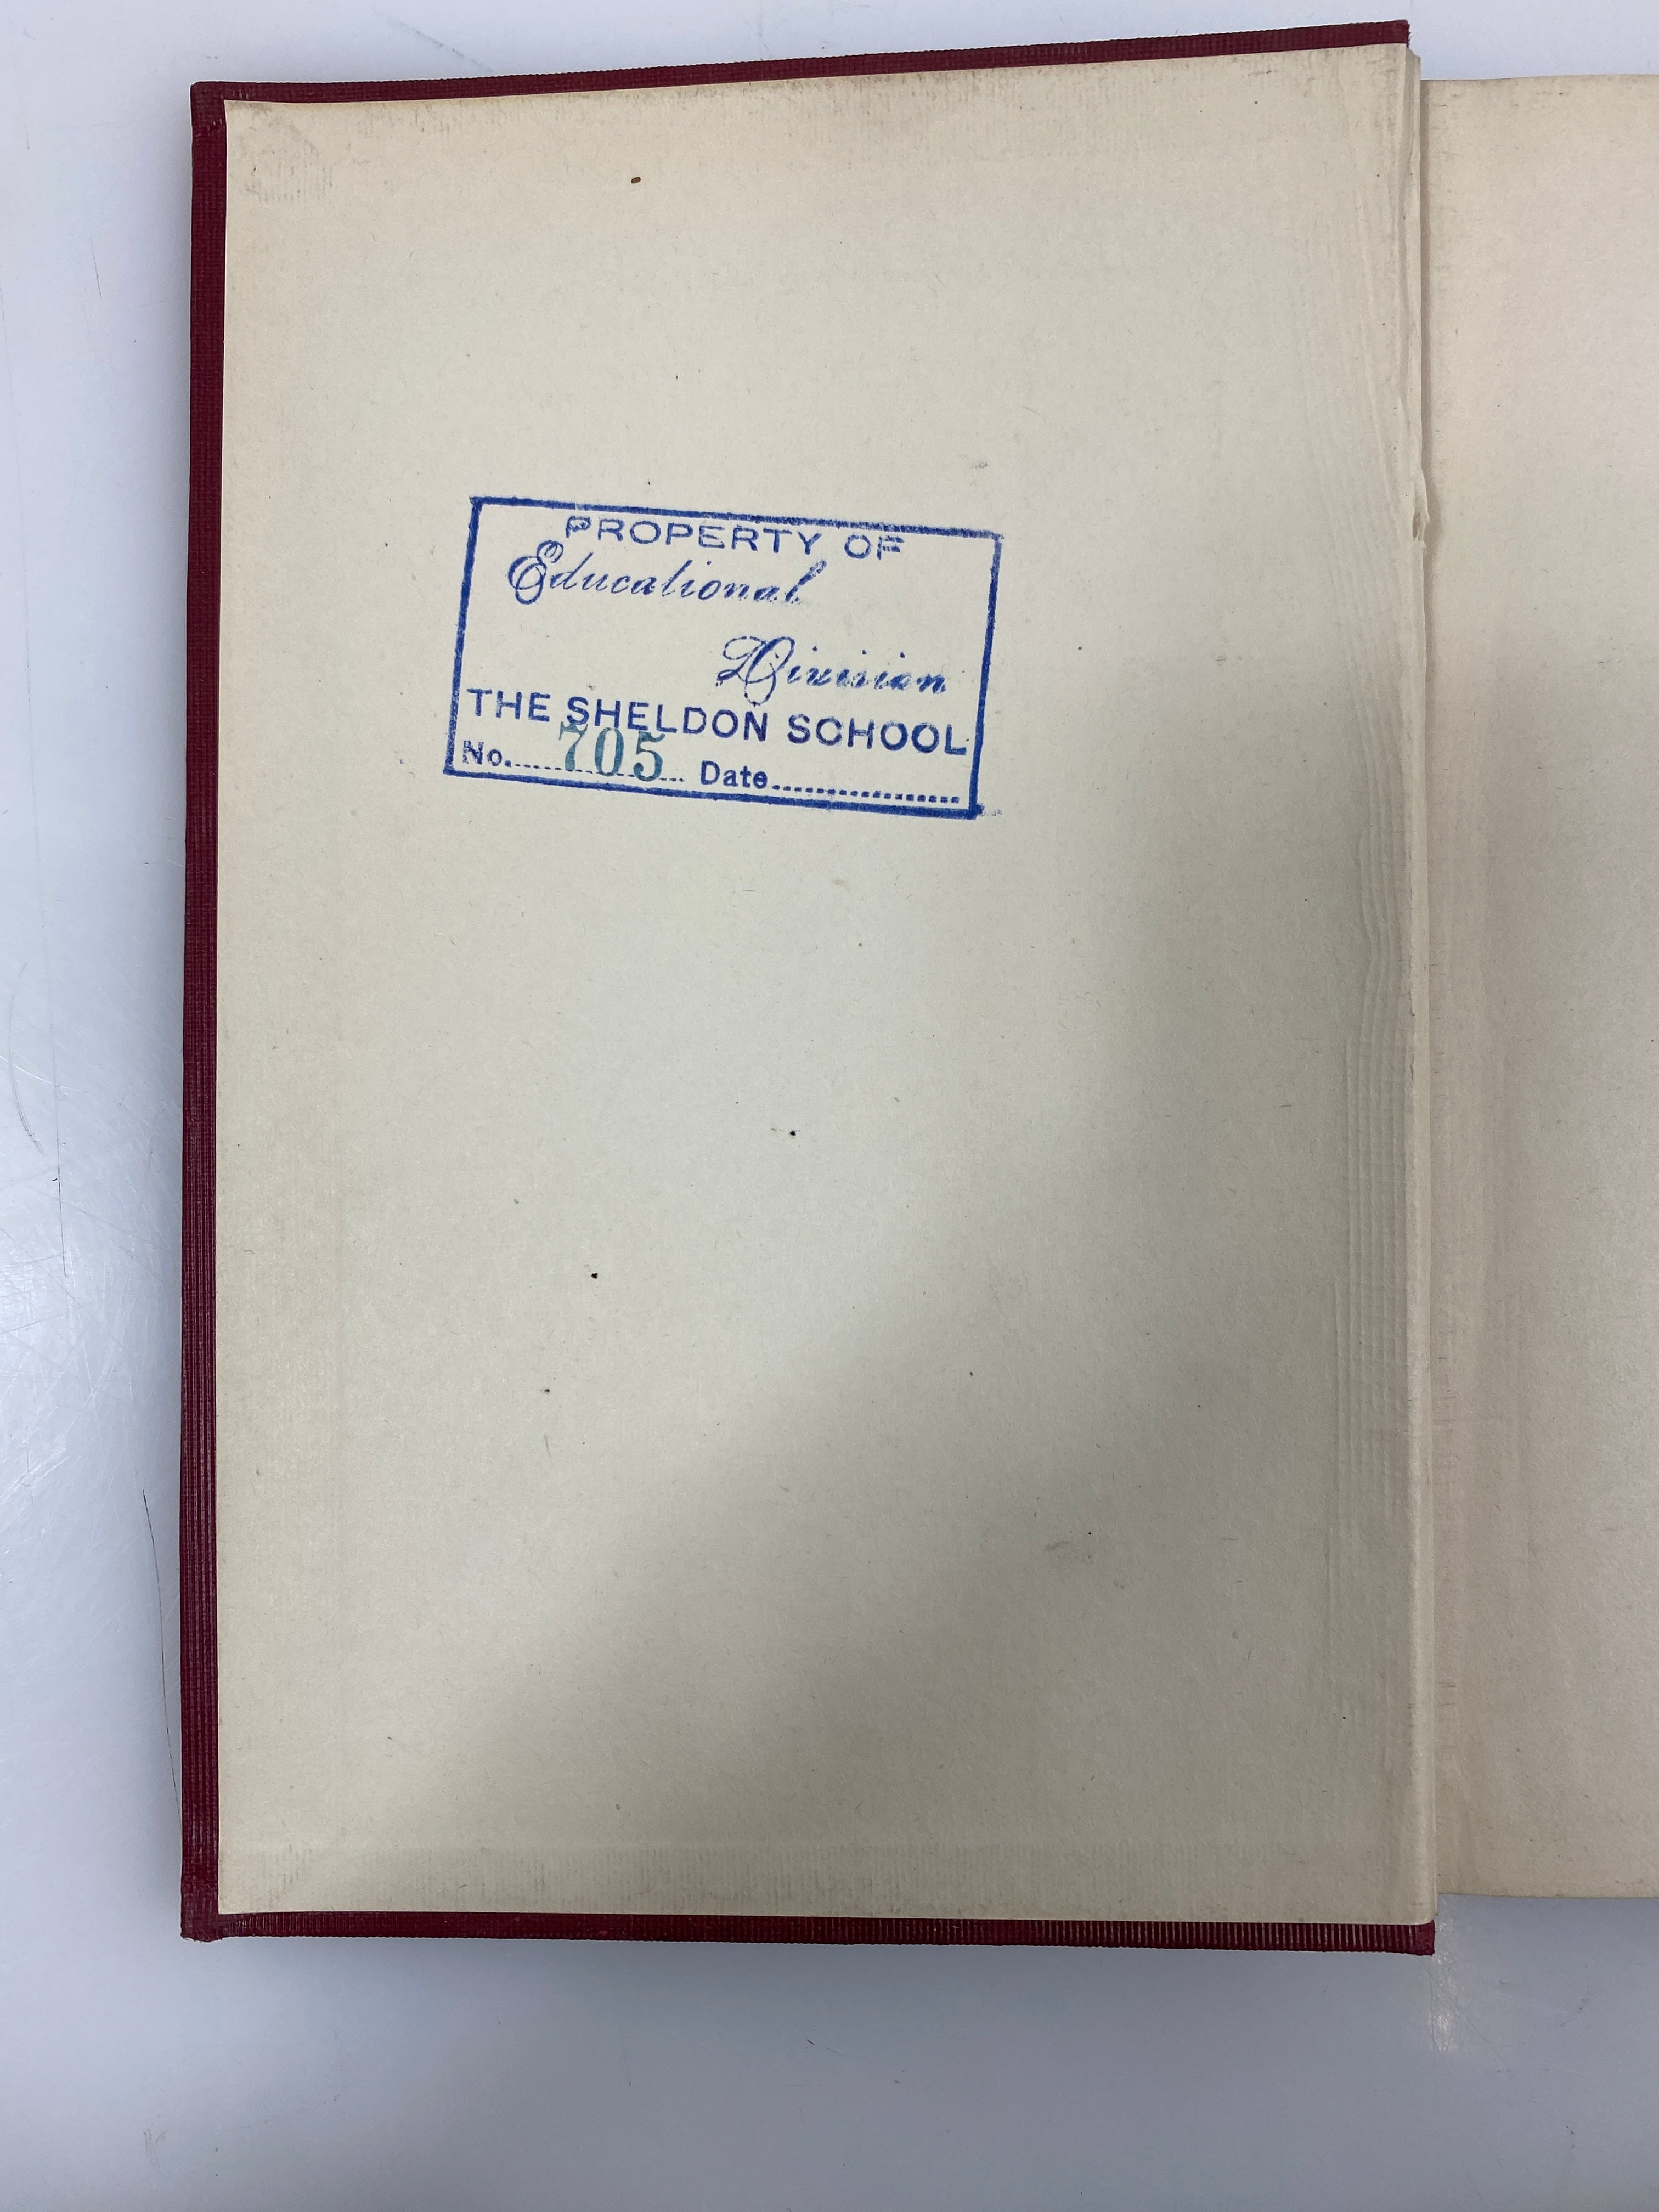 PROPERTY OF
Educational
Division
THE SHELDON SCHOOL
No. 705 Date